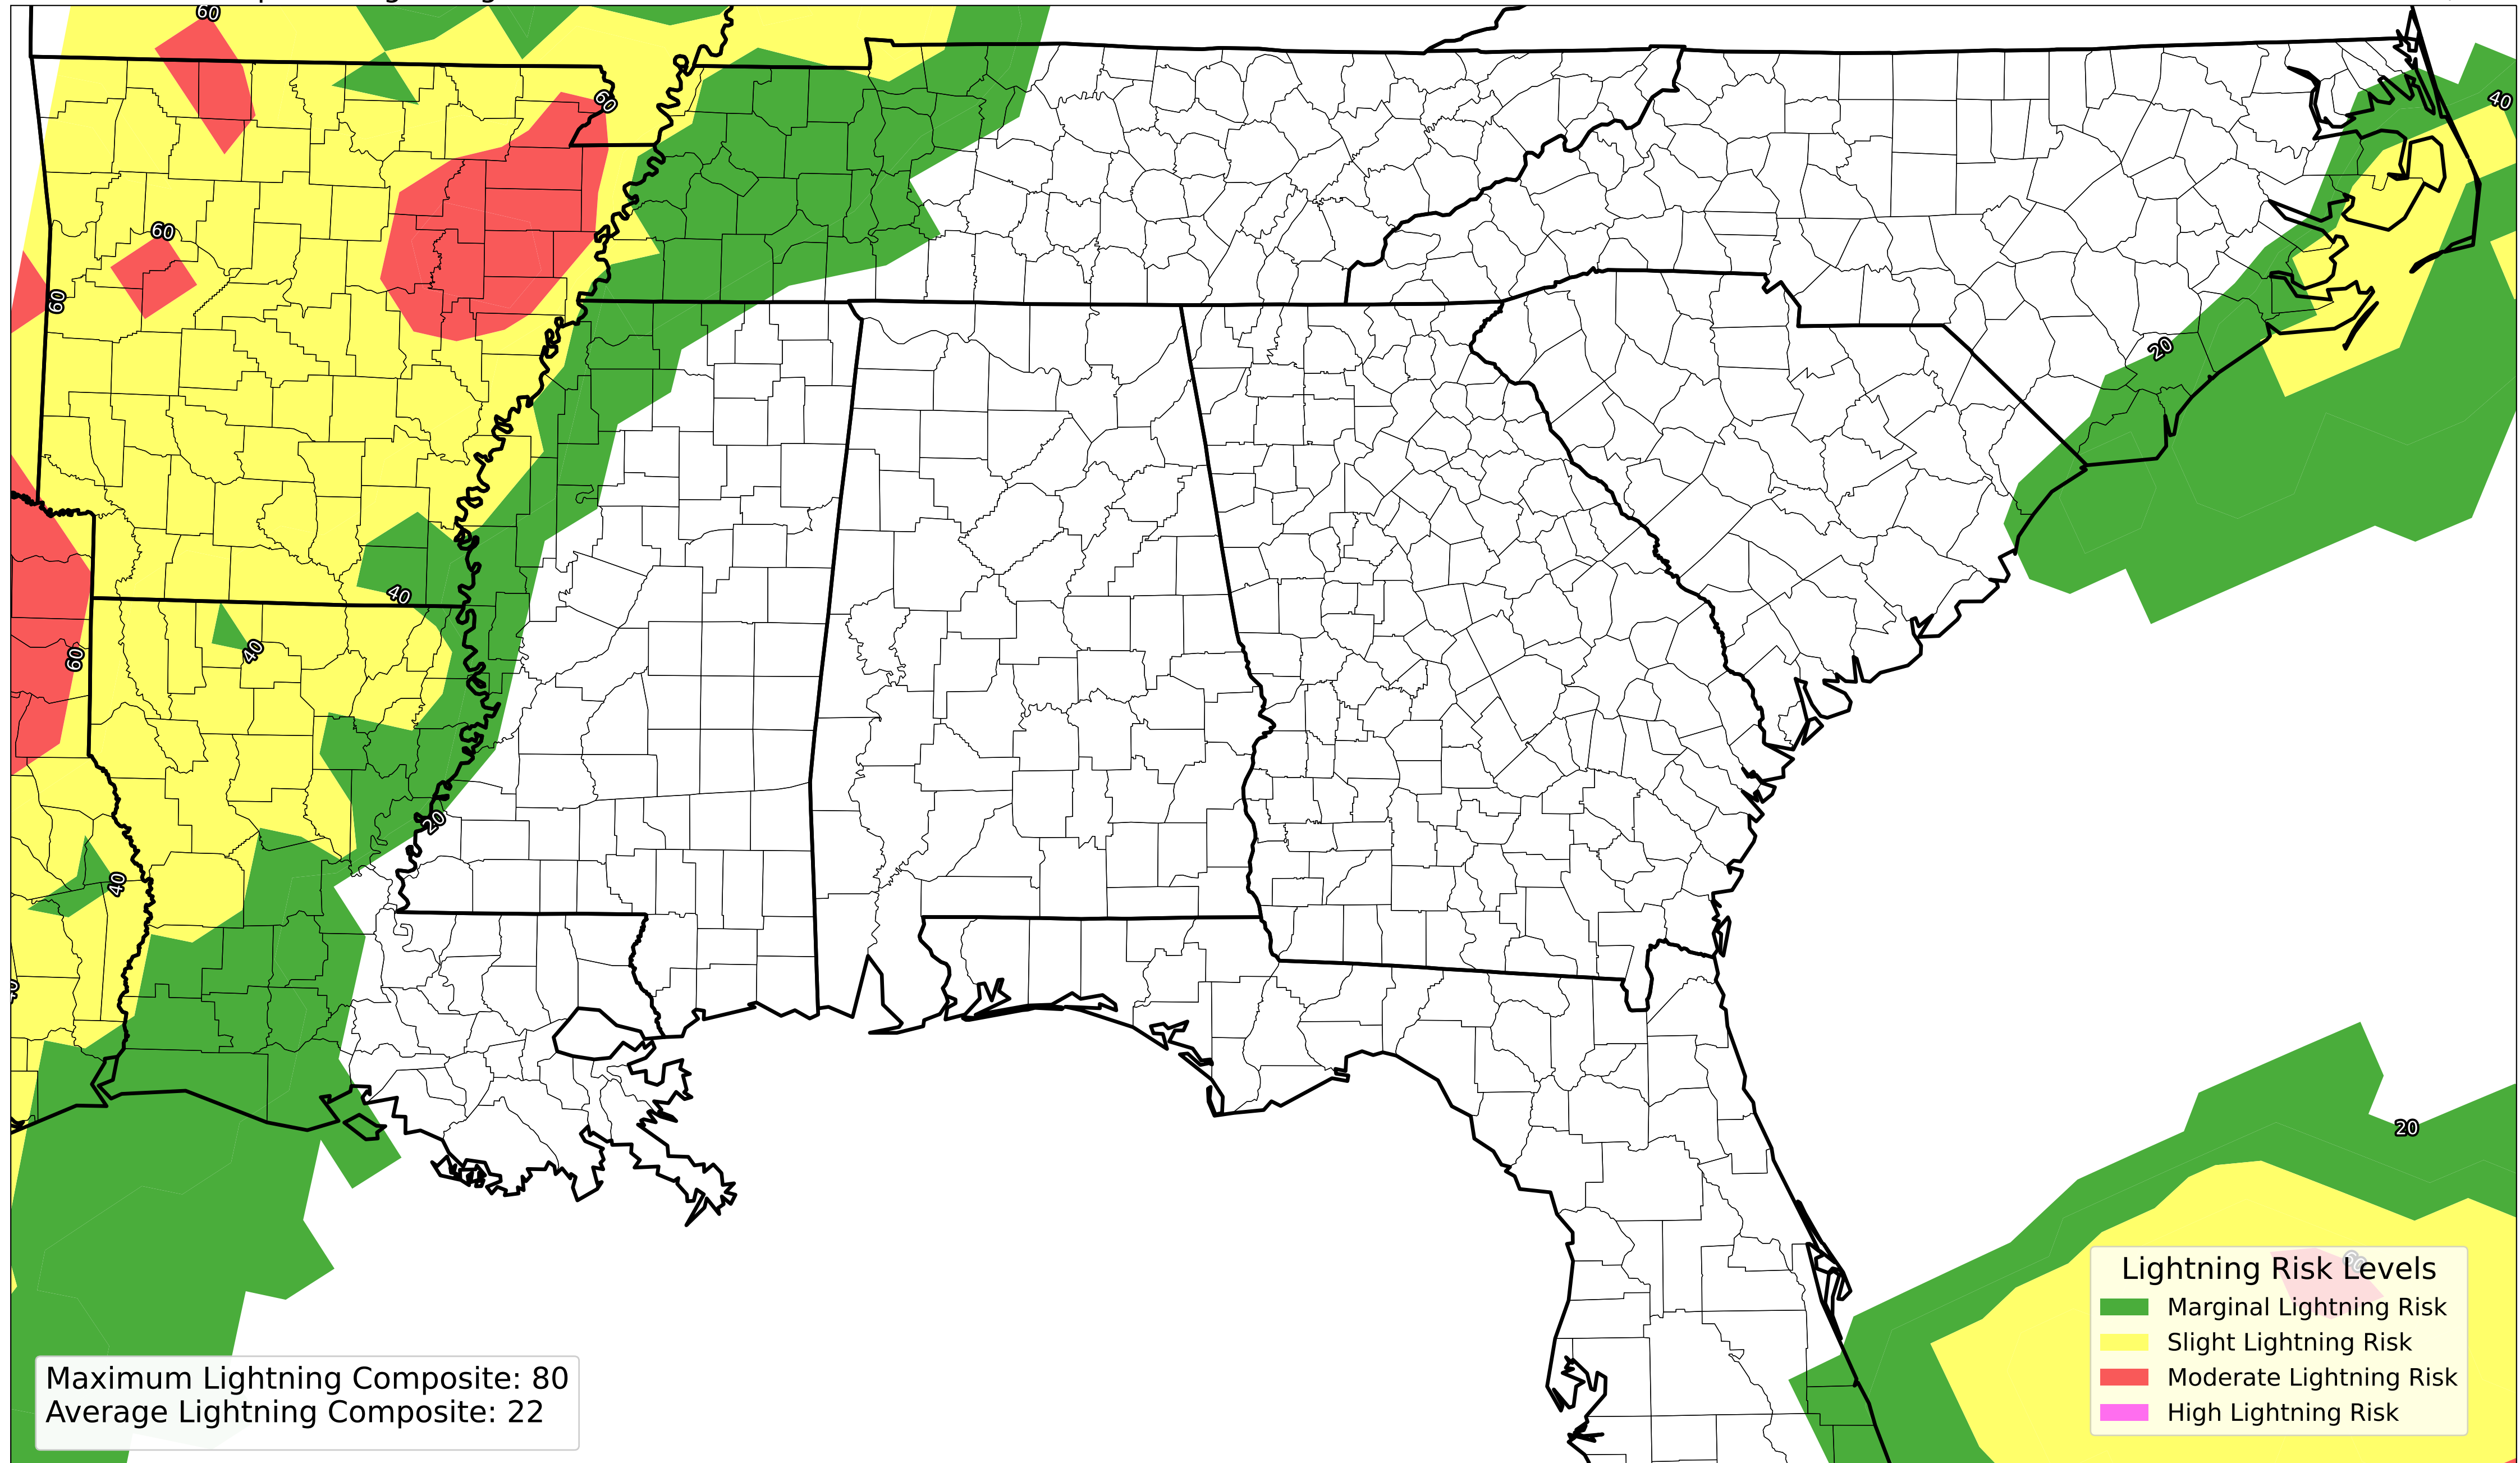 60
40
60
60
60
20
40
40
60
20
40
20
60
Lightning Risk Levels
Marginal Lightning Risk
Slight Lightning Risk
Moderate Lightning Risk
High Lightning Risk
Maximum Lightning Composite: 80
Average Lightning Composite: 22